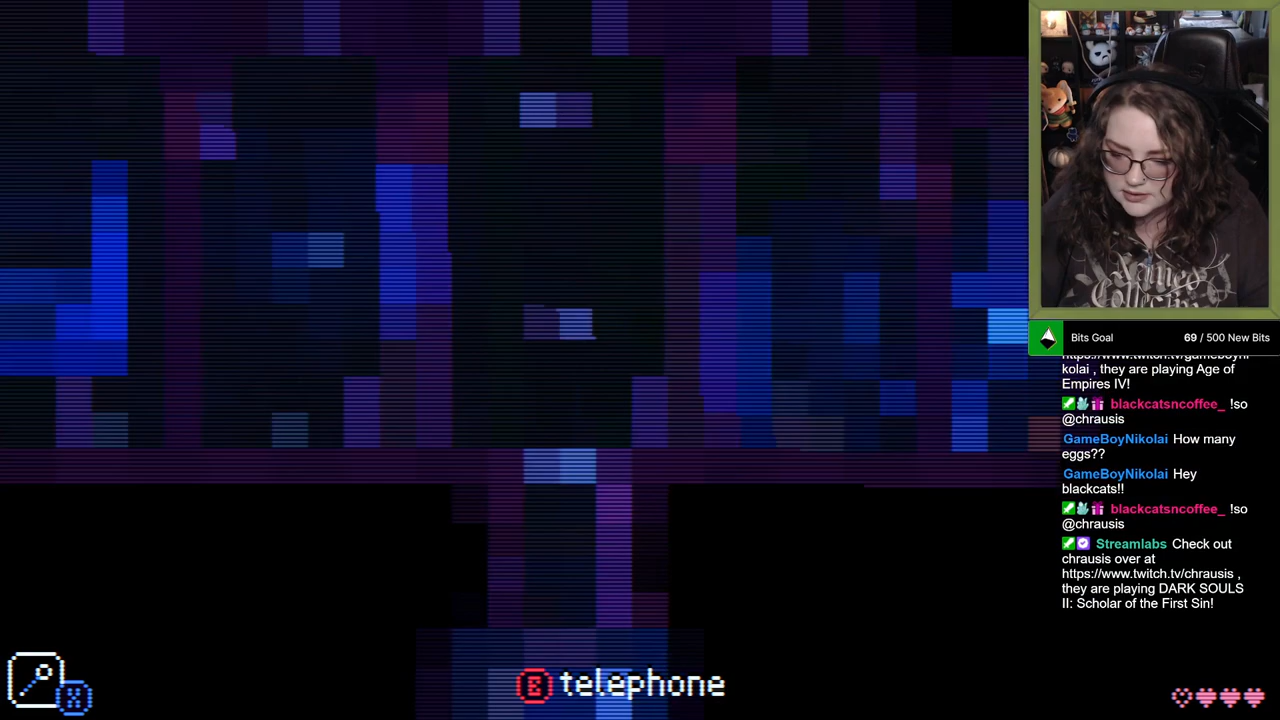 Bits Goal 69 / 500 New Bits
kolai , they are playing Age of
Empires IV!
blackcatsncoffee_ !so
@chrausis
GameBoyNikolai How many
eggs??
GameBoyNikolai Hey
blackcats!!
blackcatsncoffee_ !so
@chrausis
Streamlabs Check out
chrausis over at
https://www.twitch.tv/chrausis ,
they are playing DARK SOULS
II: Scholar of the First Sin!
E telephone
X